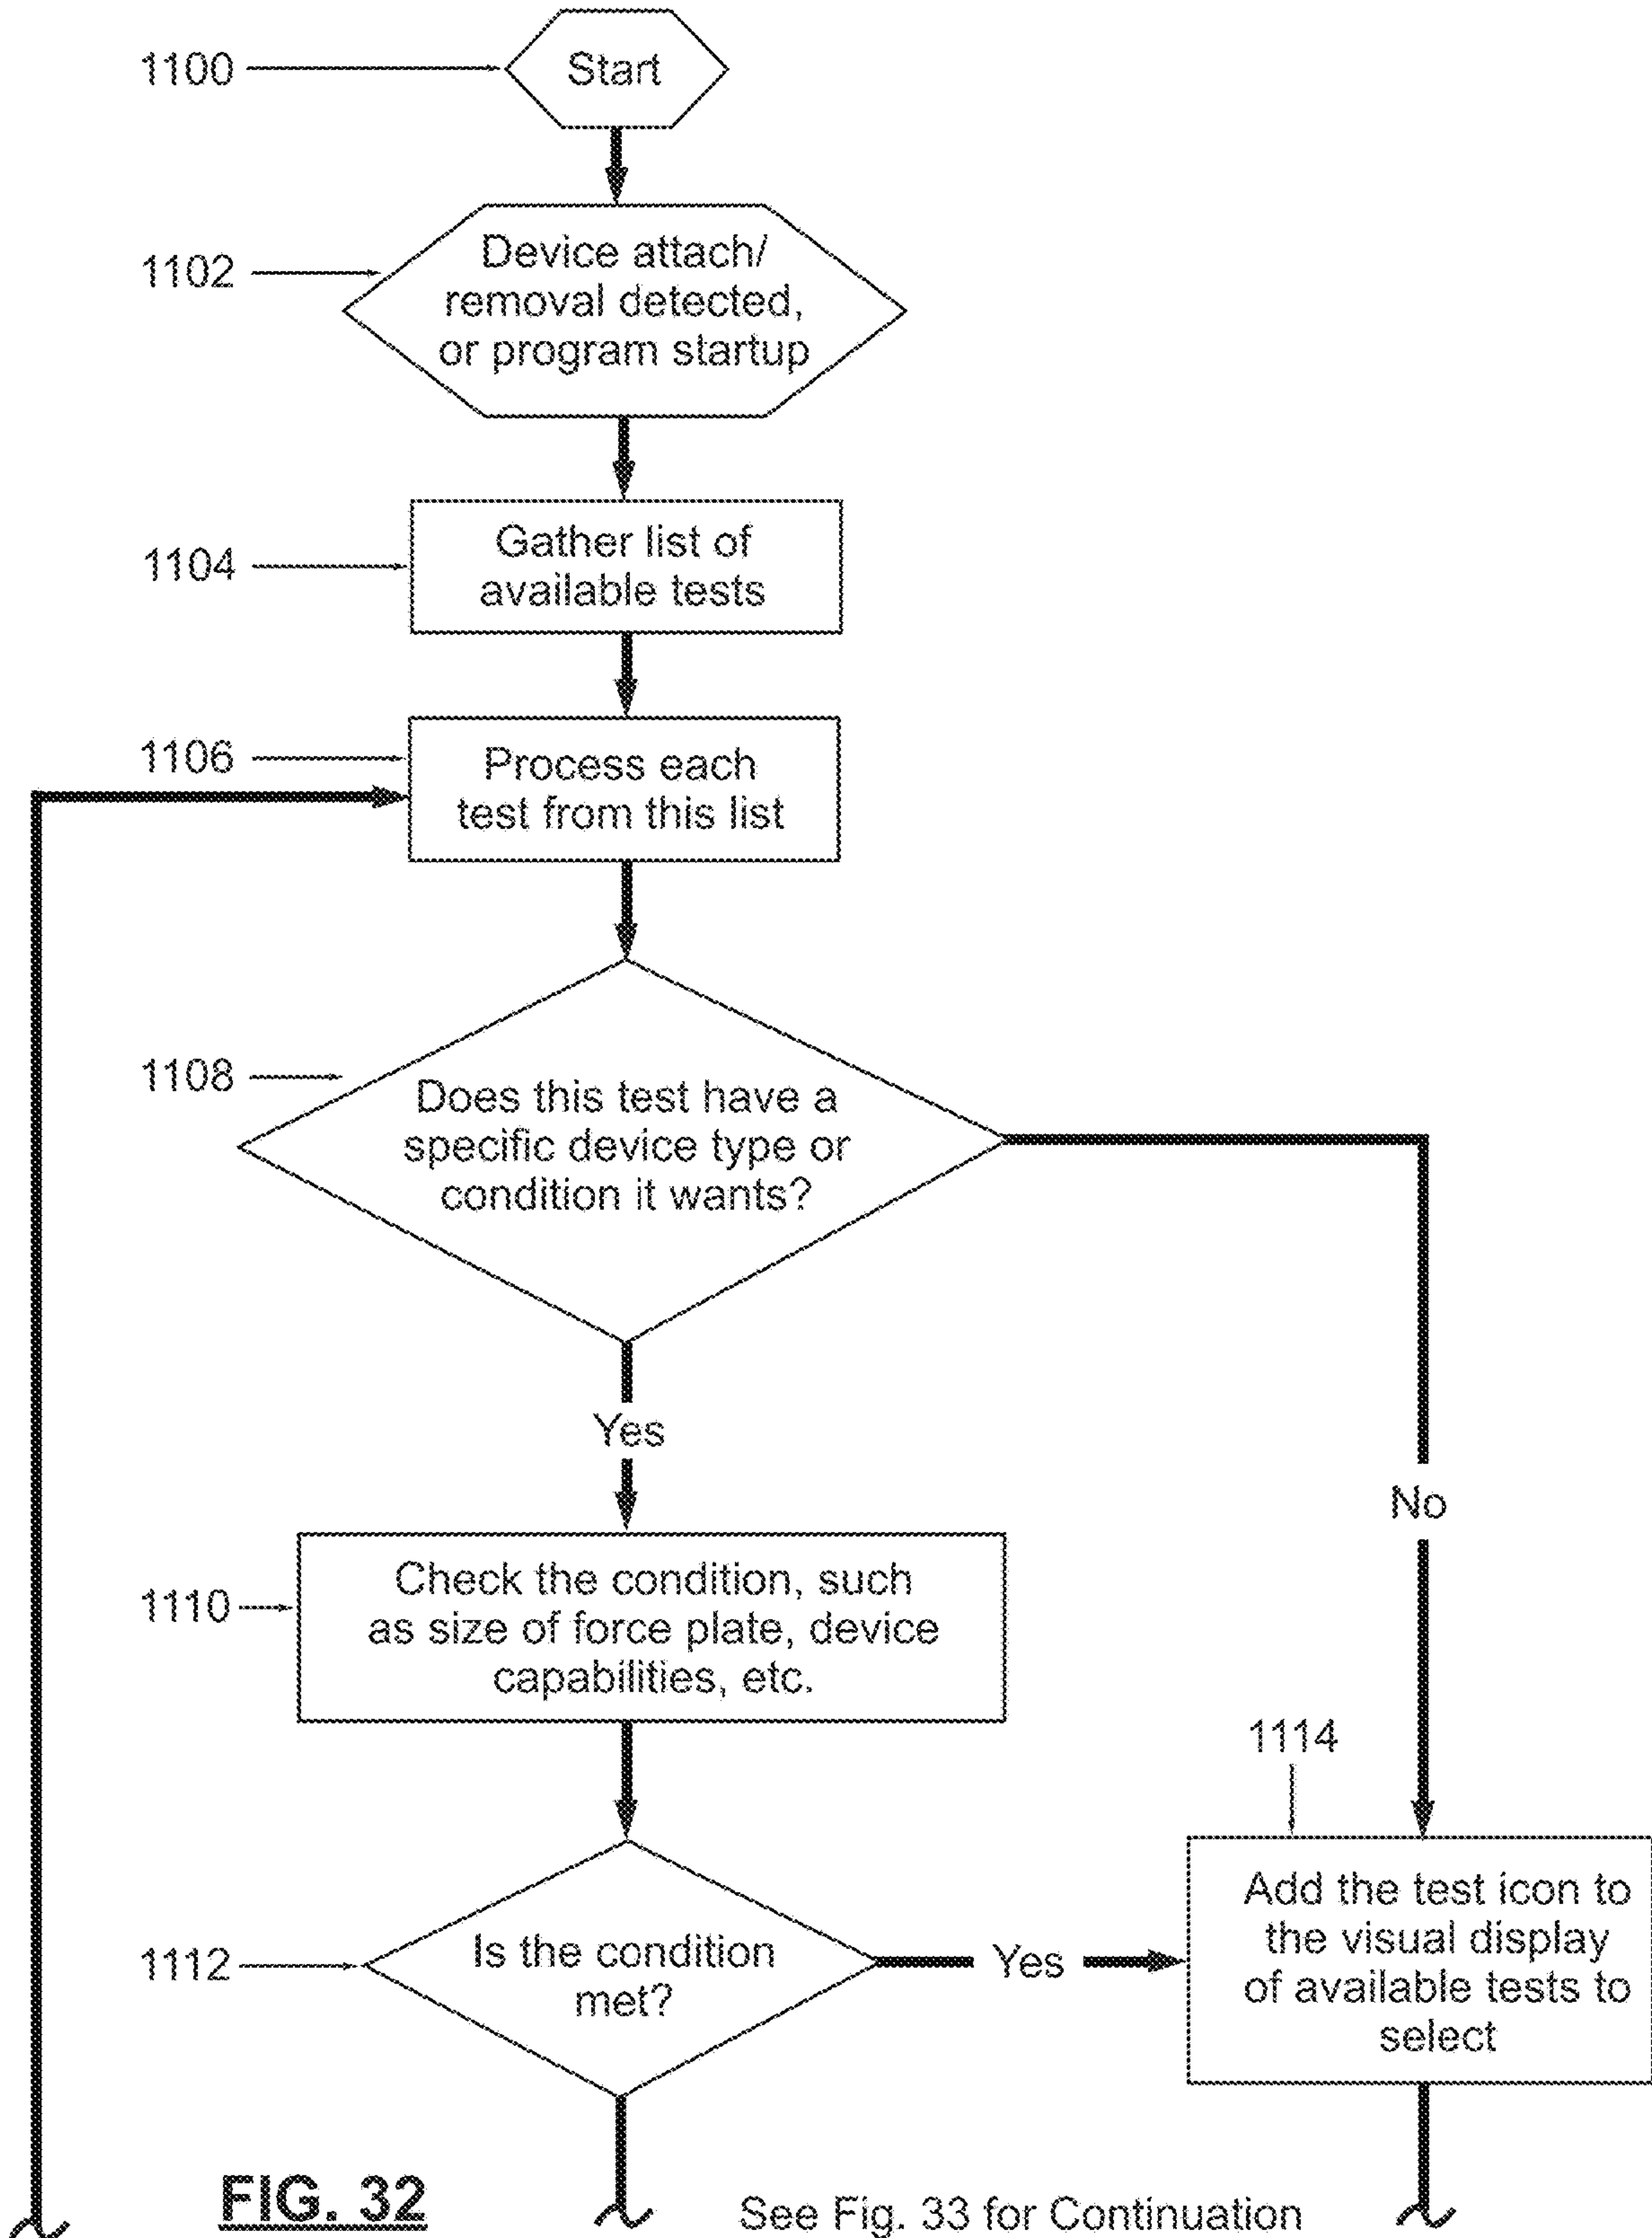 1100
Start
1102
Device attach/
removal detected,
or program startup
1104
Gather list of
available tests
1106
Process each
test from this list
1108
Does this test have a
specific device type or
condition it wants?
Yes
No
1110
Check the condition, such
as size of force plate, device
capabilities, etc.
1114
Add the test icon to
the visual display
of available tests to
select
1112
Is the condition
met?
Yes
FIG. 32
See Fig. 33 for Continuation